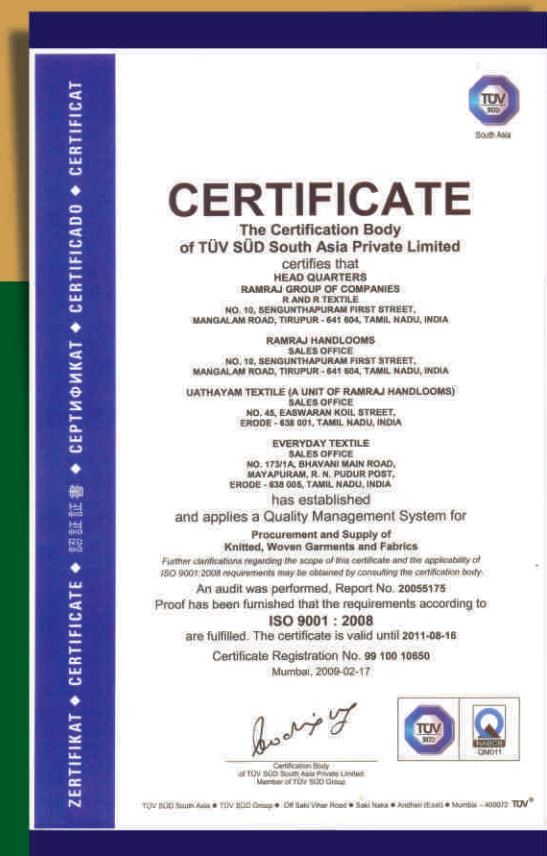 TÜV
SÜD
South Asia
CERTIFICATE
The Certification Body
of TÜV SÜD South Asia Private Limited
certifies that
HEAD QUARTERS
RAMRAJ GROUP OF COMPANIES
R AND R TEXTILE
NO. 10, SENGUNTHAPURAM FIRST STREET,
MANGALAM ROAD, TIRUPUR - 641 604, TAMIL NADU, INDIA
RAMRAJ HANDLOOMS
SALES OFFICE
NO. 10, SENGUNTHAPURAM FIRST STREET,
MANGALAM ROAD, TIRUPUR - 641 604, TAMIL NADU, INDIA
UATHAYAM TEXTILE (A UNIT OF RAMRAJ HANDLOOMS)
SALES OFFICE
NO. 45, EASWARAN KOIL STREET,
ERODE - 638 001, TAMIL NADU, INDIA
EVERYDAY TEXTILE
SALES OFFICE
NO. 173/1A, BHAVANI MAIN ROAD,
MAYAPURAM, R. N. PUDUR POST,
ERODE - 638 005, TAMIL NADU, INDIA
has established
and applies a Quality Management System for
Procurement and Supply of
Knitted, Woven Garments and Fabrics
Further clarifications regarding the scope of this certificate and the applicability of
ISO 9001:2008 requirements may be obtained by consulting the certification body.
An audit was performed, Report No. 20055175
Proof has been furnished that the requirements according to
ISO 9001 : 2008
are fulfilled. The certificate is valid until 2011-08-16
Certificate Registration No. 99 100 10650
Mumbai, 2009-02-17
Certification Body
of TÜV SÜD South Asia Private Limited
Member of TÜV SÜD Group
TÜV
SÜD
NABCB
QM011
TÜV SÜD South Asia ● TÜV SÜD Group ● Off Saki Vihar Road ● Saki Naka ● Andheri (East) ● Mumbai – 400072 TÜV®
ZERTIFIKAT ◆ CERTIFICATE ◆ 認証証書 ◆ СЕРТИФИКАТ ◆ CERTIFICADO ◆ CERTIFICAT